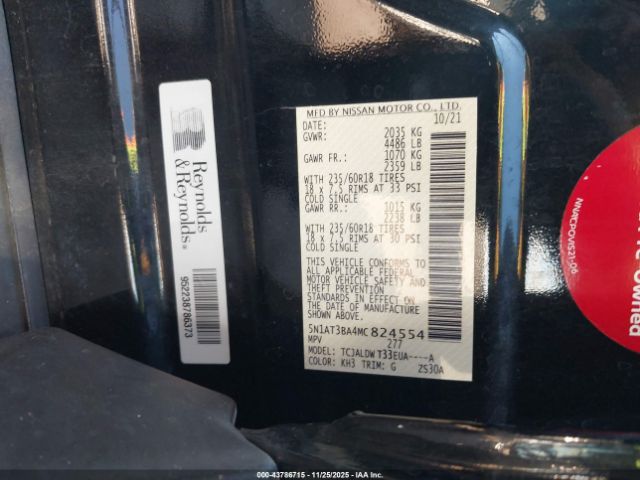 Reynolds
& Reynolds®
952238786373
MFD BY NISSAN MOTOR CO., LTD.
DATE: 10/21
GVWR: 2035 KG
4486 LB
GAWR FR.: 1070 KG
2359 LB
WITH 235/60R18 TIRES
18 x 7.5 RIMS AT 33 PSI
COLD SINGLE
GAWR RR.: 1015 KG
2238 LB
WITH 235/60R18 TIRES
18 x 7.5 RIMS AT 30 PSI
COLD SINGLE
THIS VEHICLE CONFORMS TO
ALL APPLICABLE FEDERAL
MOTOR VEHICLE SAFETY
AND THEFT PREVENTION
STANDARDS IN EFFECT ON
THE DATE OF MANUFACTURE
SHOWN ABOVE.
5N1AT3BA4MC824554
MPV 277
MODEL: TCJALDWT33EUA----A
COLOR: KH3 TRIM: G ZS30A
e Owned
000-43786715 - 11/25/2025 - IAA Inc.